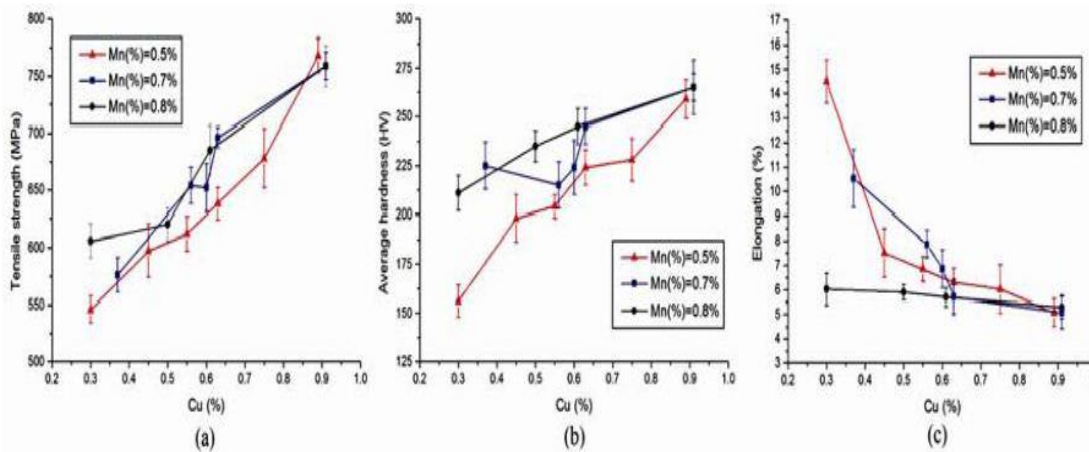 800
750
700
650
600
550
500
Tensile strength (MPa)
Mn(%)=0.5%
Mn(%)=0.7%
Mn(%)=0.8%
0.2 0.3 0.4 0.5 0.6 0.7 0.8 0.9 1.0
Cu (%)
(a)
300
275
250
225
200
175
150
125
Average hardness (HV)
Mn(%)=0.5%
Mn(%)=0.7%
Mn(%)=0.8%
0.2 0.3 0.4 0.5 0.6 0.7 0.8 0.9 1.0
Cu (%)
(b)
17
16
15
14
13
12
11
10
9
8
7
6
5
4
3
Elongation (%)
Mn(%)=0.5%
Mn(%)=0.7%
Mn(%)=0.8%
0.2 0.3 0.4 0.5 0.6 0.7 0.8 0.9 1.0
Cu (%)
(c)